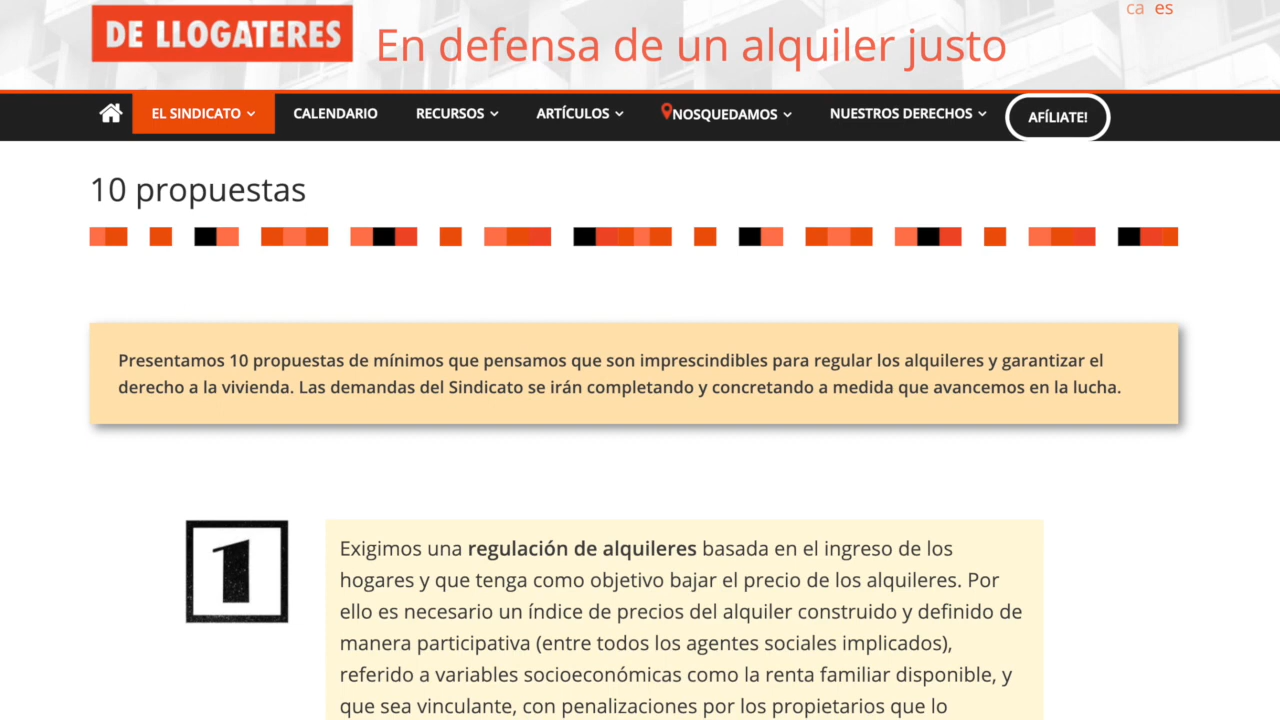 ca es
DE LLOGATERES
En defensa de un alquiler justo
EL SINDICATO
CALENDARIO
RECURSOS
ARTÍCULOS
NOSQUEDAMOS
NUESTROS DERECHOS
AFÍLIATE!
10 propuestas
Presentamos 10 propuestas de mínimos que pensamos que son imprescindibles para regular los alquileres y garantizar el
derecho a la vivienda. Las demandas del Sindicato se irán completando y concretando a medida que avancemos en la lucha.
1
Exigimos una regulación de alquileres basada en el ingreso de los
hogares y que tenga como objetivo bajar el precio de los alquileres. Por
ello es necesario un índice de precios del alquiler construido y definido de
manera participativa (entre todos los agentes sociales implicados),
referido a variables socioeconómicas como la renta familiar disponible, y
que sea vinculante, con penalizaciones por los propietarios que lo